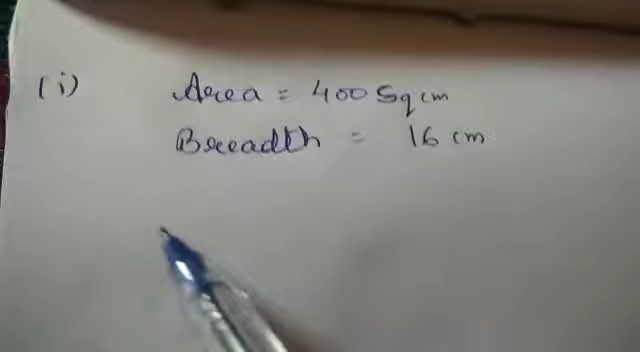 (i) Area = 400 Sq cm
Breadth = 16 cm